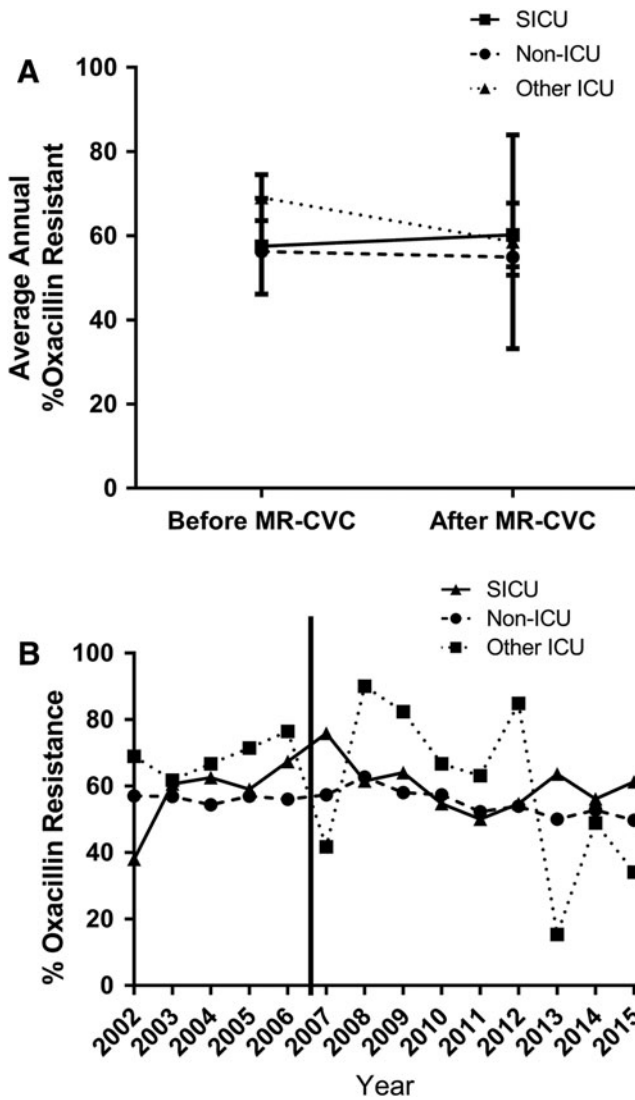 SICU
Non-ICU
Other ICU
A
100
80
60
40
20
0
Average Annual
%Oxacillin Resistant
Before MR-CVC
After MR-CVC
SICU
Non-ICU
Other ICU
B
100
80
60
40
20
0
% Oxacillin Resistance
2002
2003
2004
2005
2006
2007
2008
2009
2010
2011
2012
2013
2014
2015
Year